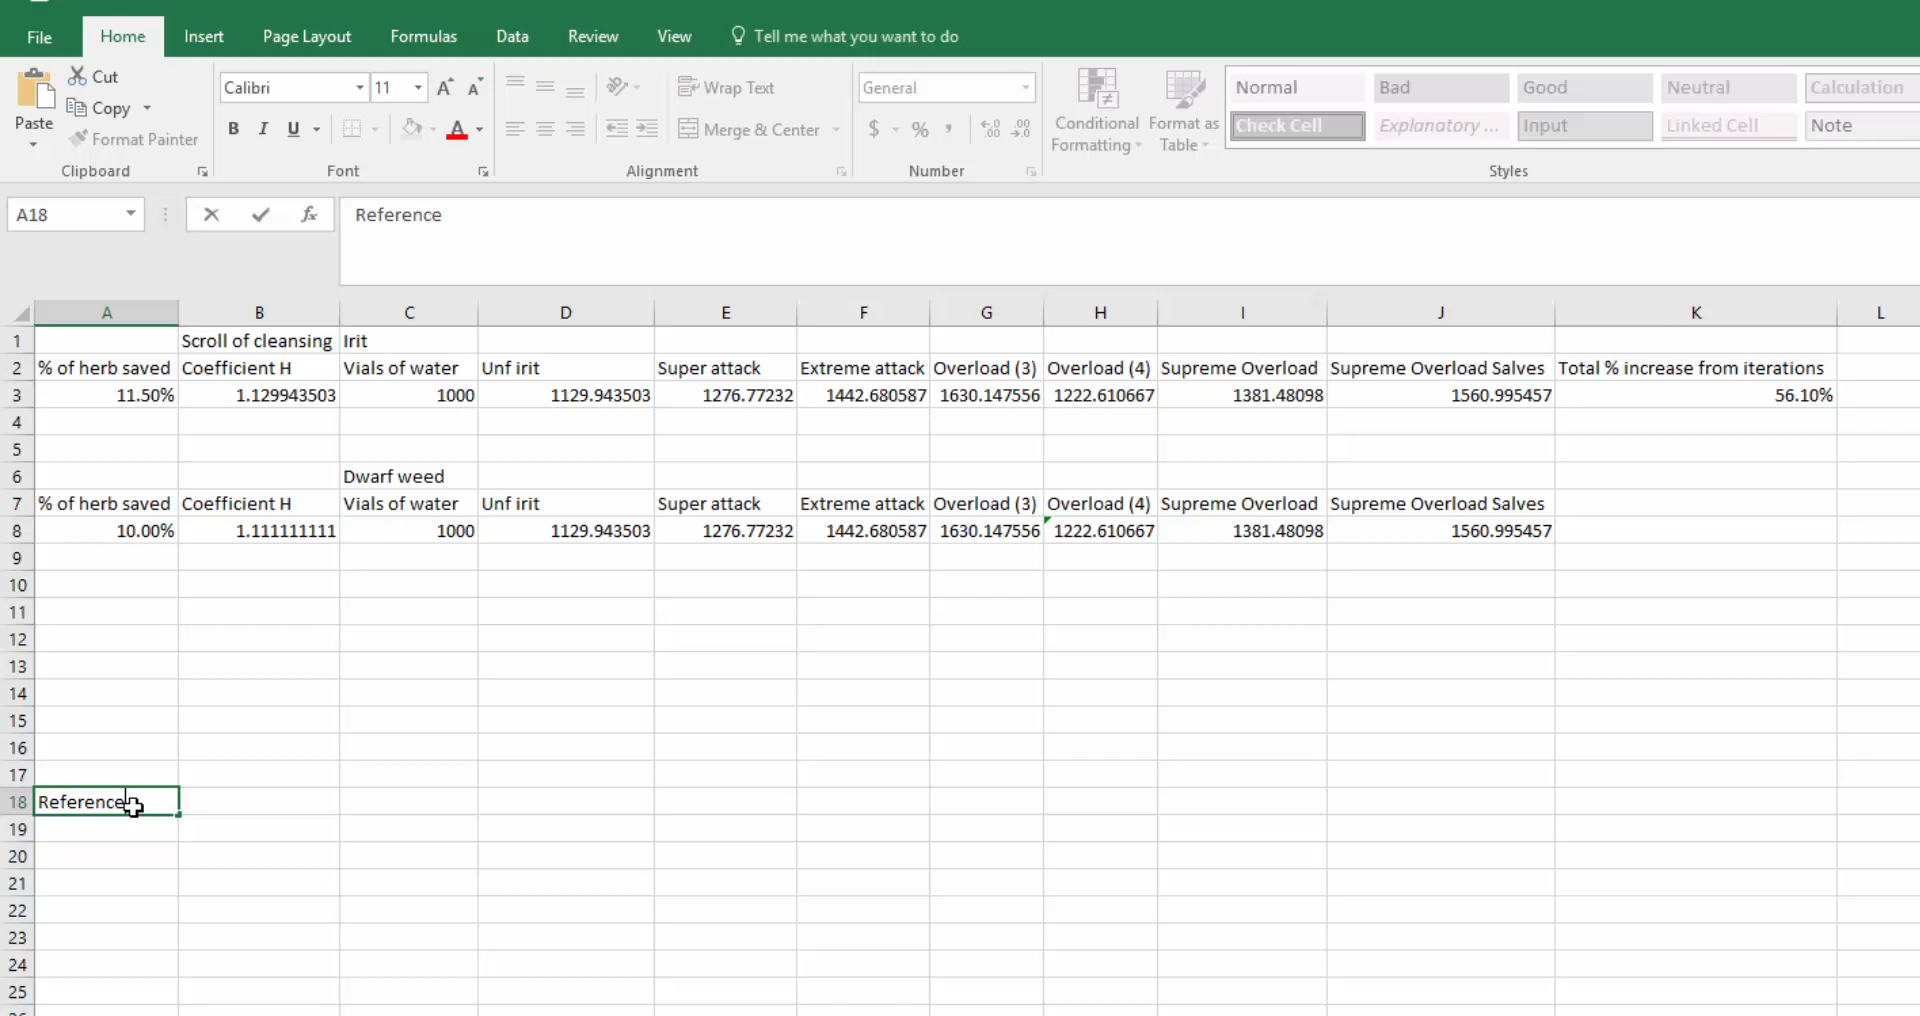 File Home Insert Page Layout Formulas Data Review View Tell me what you want to do
Cut
Copy
Format Painter
Paste
Clipboard
Calibri 11 A A
B I U A
Font
Wrap Text
Merge & Center
Alignment
General
$ % , .0 .00 .00 .0
Number
Conditional Formatting
Format as Table
Normal Bad Good Neutral Calculation
Check Cell Explanatory ... Input Linked Cell Note
Styles
A18 fx Reference
A B C D E F G H I J K L
1 Scroll of cleansing Irit
2 % of herb saved Coefficient H Vials of water Unf irit Super attack Extreme attack Overload (3) Overload (4) Supreme Overload Supreme Overload Salves Total % increase from iterations
3 11.50% 1.129943503 1000 1129.943503 1276.77232 1442.680587 1630.147556 1222.610667 1381.48098 1560.995457 56.10%
4
5
6 Dwarf weed
7 % of herb saved Coefficient H Vials of water Unf irit Super attack Extreme attack Overload (3) Overload (4) Supreme Overload Supreme Overload Salves
8 10.00% 1.111111111 1000 1129.943503 1276.77232 1442.680587 1630.147556 1222.610667 1381.48098 1560.995457
9
10
11
12
13
14
15
16
17
18 Reference
19
20
21
22
23
24
25